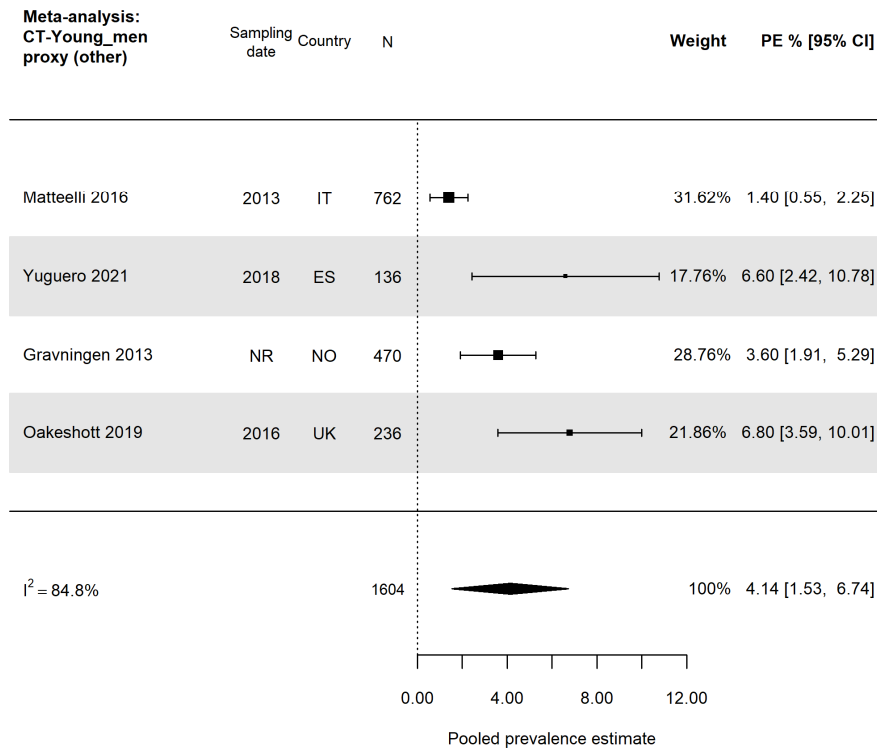 Meta-analysis:
CT-Young_men
proxy (other)
Sampling date Country N Weight PE % [95% CI]
Matteelli 2016 2013 IT 762 31.62% 1.40 [0.55, 2.25]
Yuguero 2021 2018 ES 136 17.76% 6.60 [2.42, 10.78]
Gravningen 2013 NR NO 470 28.76% 3.60 [1.91, 5.29]
Oakeshott 2019 2016 UK 236 21.86% 6.80 [3.59, 10.01]
I² = 84.8% 1604 100% 4.14 [1.53, 6.74]
0.00 4.00 8.00 12.00
Pooled prevalence estimate